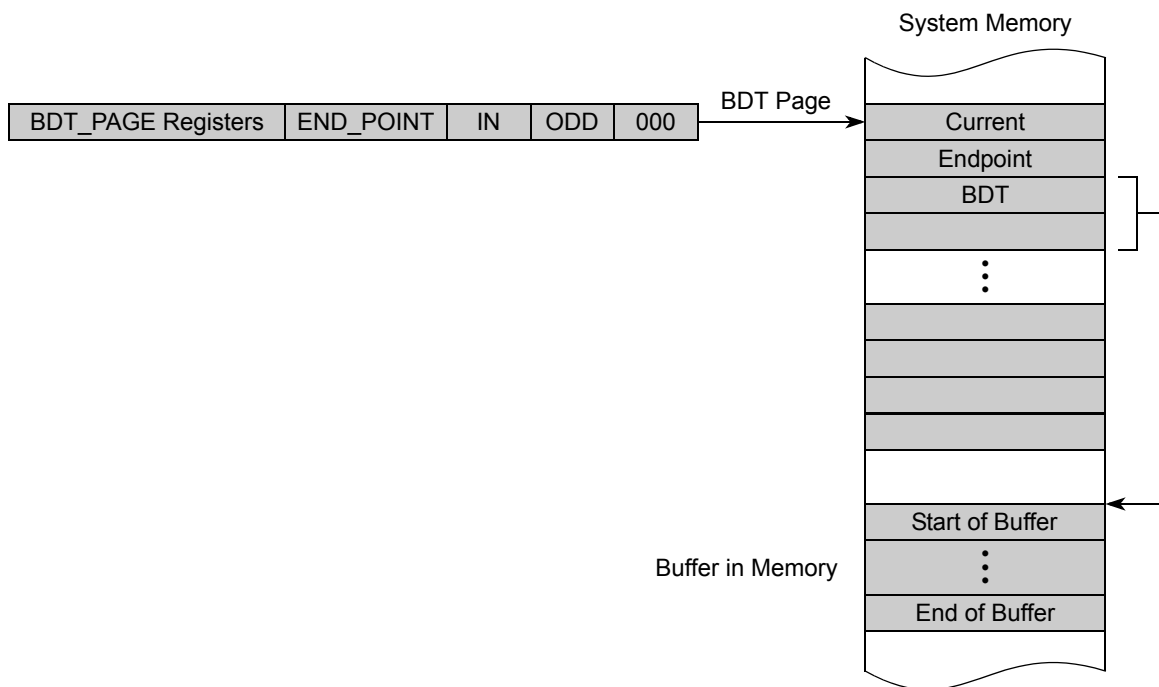 System Memory
BDT_PAGE Registers END_POINT IN ODD 000
BDT Page
Current
Endpoint
BDT
Start of Buffer
Buffer in Memory
End of Buffer